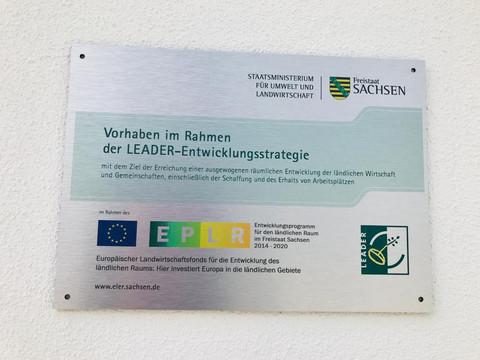 STAATSMINISTERIUM
FÜR UMWELT UND
LANDWIRTSCHAFT
Freistaat
SACHSEN
Vorhaben im Rahmen
der LEADER-Entwicklungsstrategie
mit dem Ziel der Erreichung einer ausgewogenen räumlichen Entwicklung der ländlichen Wirtschaft
und Gemeinschaften, einschließlich der Schaffung und des Erhalts von Arbeitsplätzen
im Rahmen des
EPLR
Entwicklungsprogramm
für den ländlichen Raum
im Freistaat Sachsen
2014 - 2020
LEADER
Europäischer Landwirtschaftsfonds für die Entwicklung des
ländlichen Raums: Hier investiert Europa in die ländlichen Gebiete
www.eler.sachsen.de